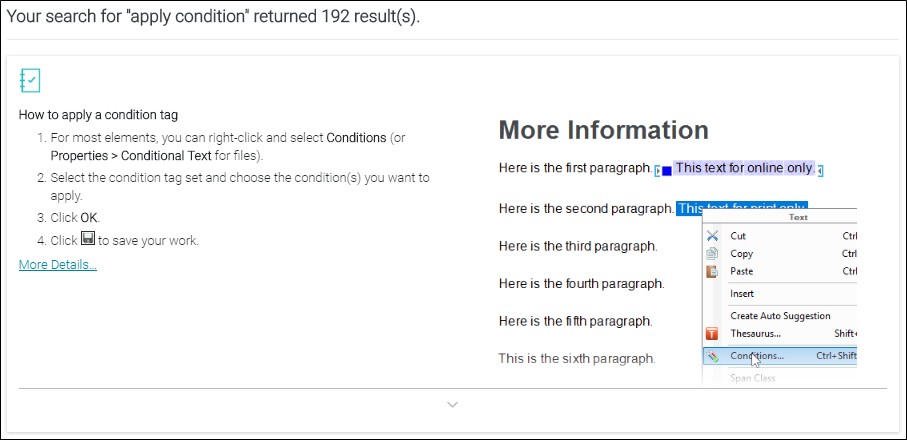 Your search for "apply condition" returned 192 result(s).
How to apply a condition tag
1. For most elements, you can right-click and select Conditions (or
Properties > Conditional Text for files).
2. Select the condition tag set and choose the condition(s) you want to
apply.
3. Click OK.
4. Click to save your work.
More Details...
More Information
Here is the first paragraph. This text for online only.
Here is the second paragraph. This text for print only.
Here is the third paragraph.
Here is the fourth paragraph.
Here is the fifth paragraph.
This is the sixth paragraph.
Text
Cut Ctrl
Copy Ctrl
Paste Ctrl
Insert
Create Auto Suggestion
T Thesaurus... Shift+
Conditions... Ctrl+Shift
Span Class